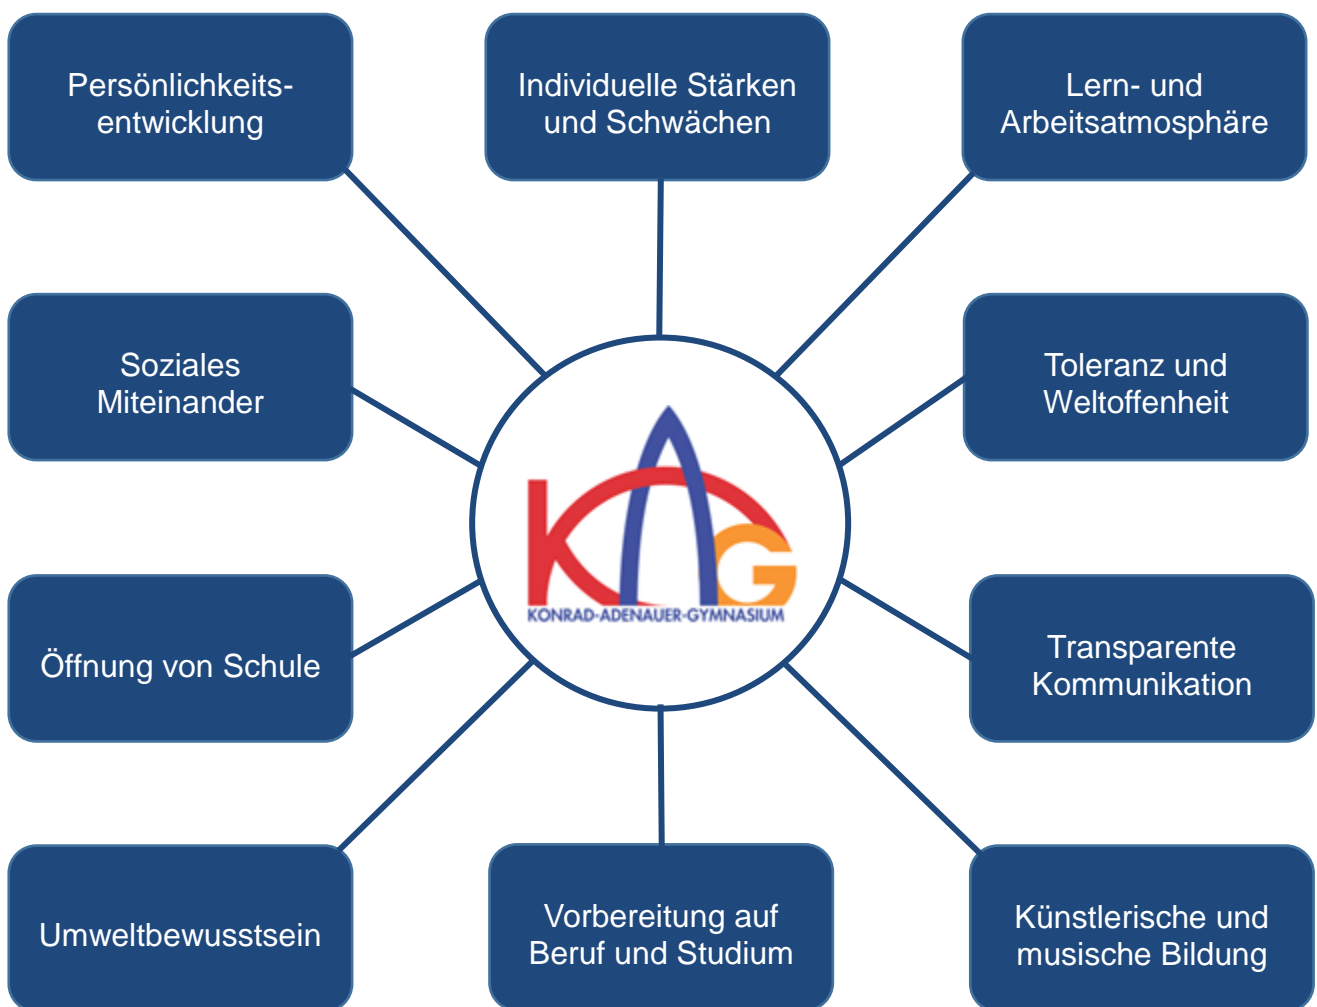 Persönlichkeits-
entwicklung
Individuelle Stärken
und Schwächen
Lern- und
Arbeitsatmosphäre
Soziales
Miteinander
Toleranz und
Weltoffenheit
KAG
KONRAD-ADENAUER-GYMNASIUM
Öffnung von Schule
Transparente
Kommunikation
Umweltbewusstsein
Vorbereitung auf
Beruf und Studium
Künstlerische und
musische Bildung